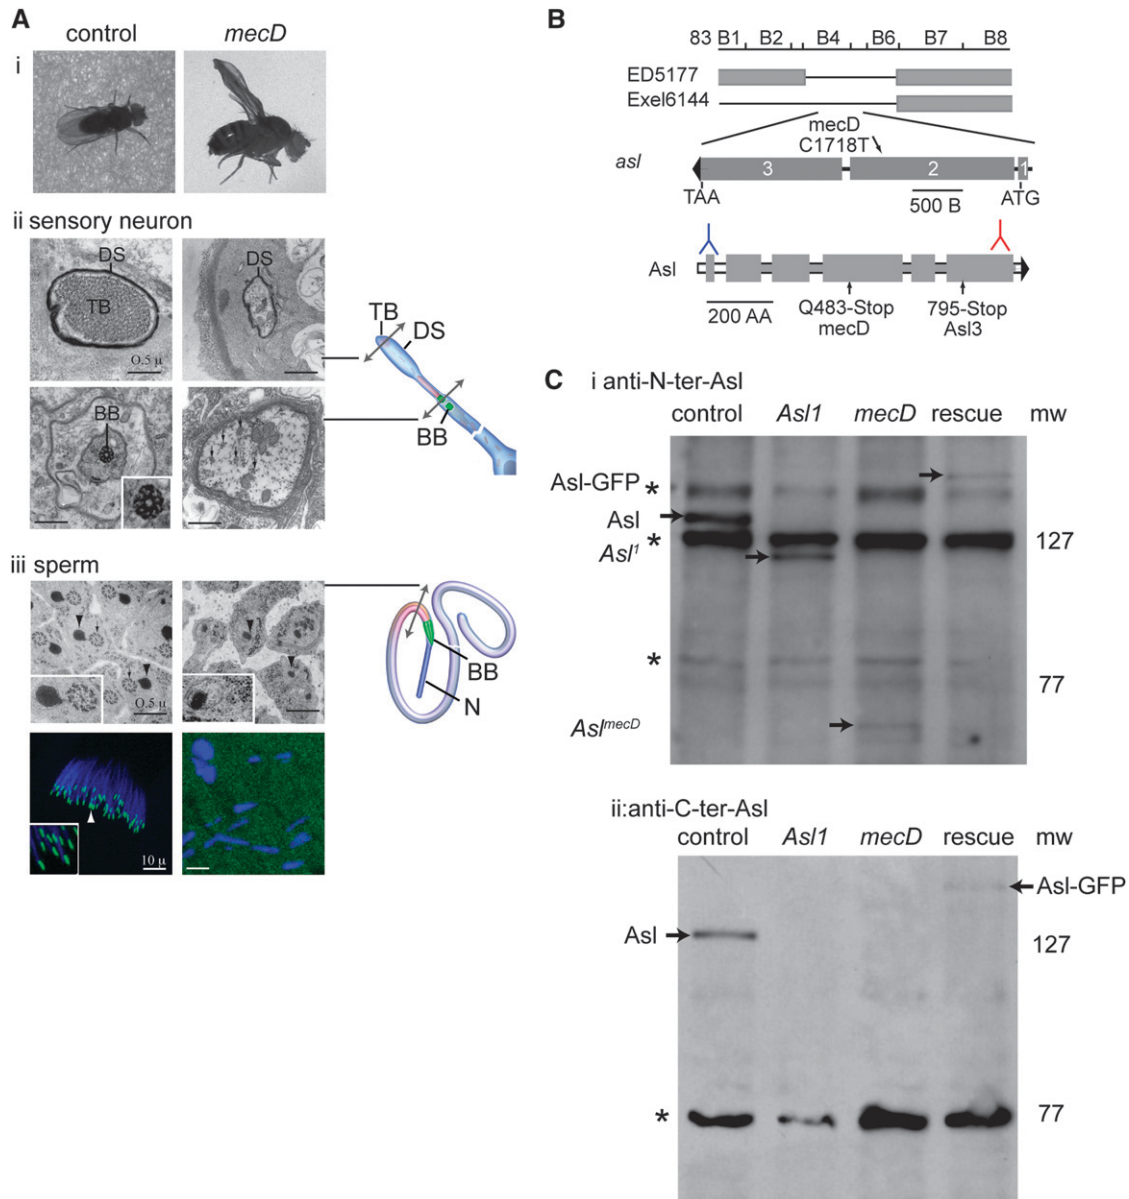 A
control
mecD
i
ii sensory neuron
DS
TB
0.5 μ
DS
BB
TB
DS
BB
iii sperm
0.5 μ
BB
N
10 μ
B
83 B1 B2 B4 B6 B7 B8
ED5177
Exel6144
mecD
C1718T
asl
3
2
1
TAA
500 B
ATG
Asl
200 AA
Q483-Stop
mecD
795-Stop
Asl3
C
i anti-N-ter-Asl
control Asl1 mecD rescue mw
Asl-GFP *
Asl
* 127
Asl1
*
77
AslmecD
ii:anti-C-ter-Asl
control Asl1 mecD rescue mw
Asl-GFP
Asl
127
* 77